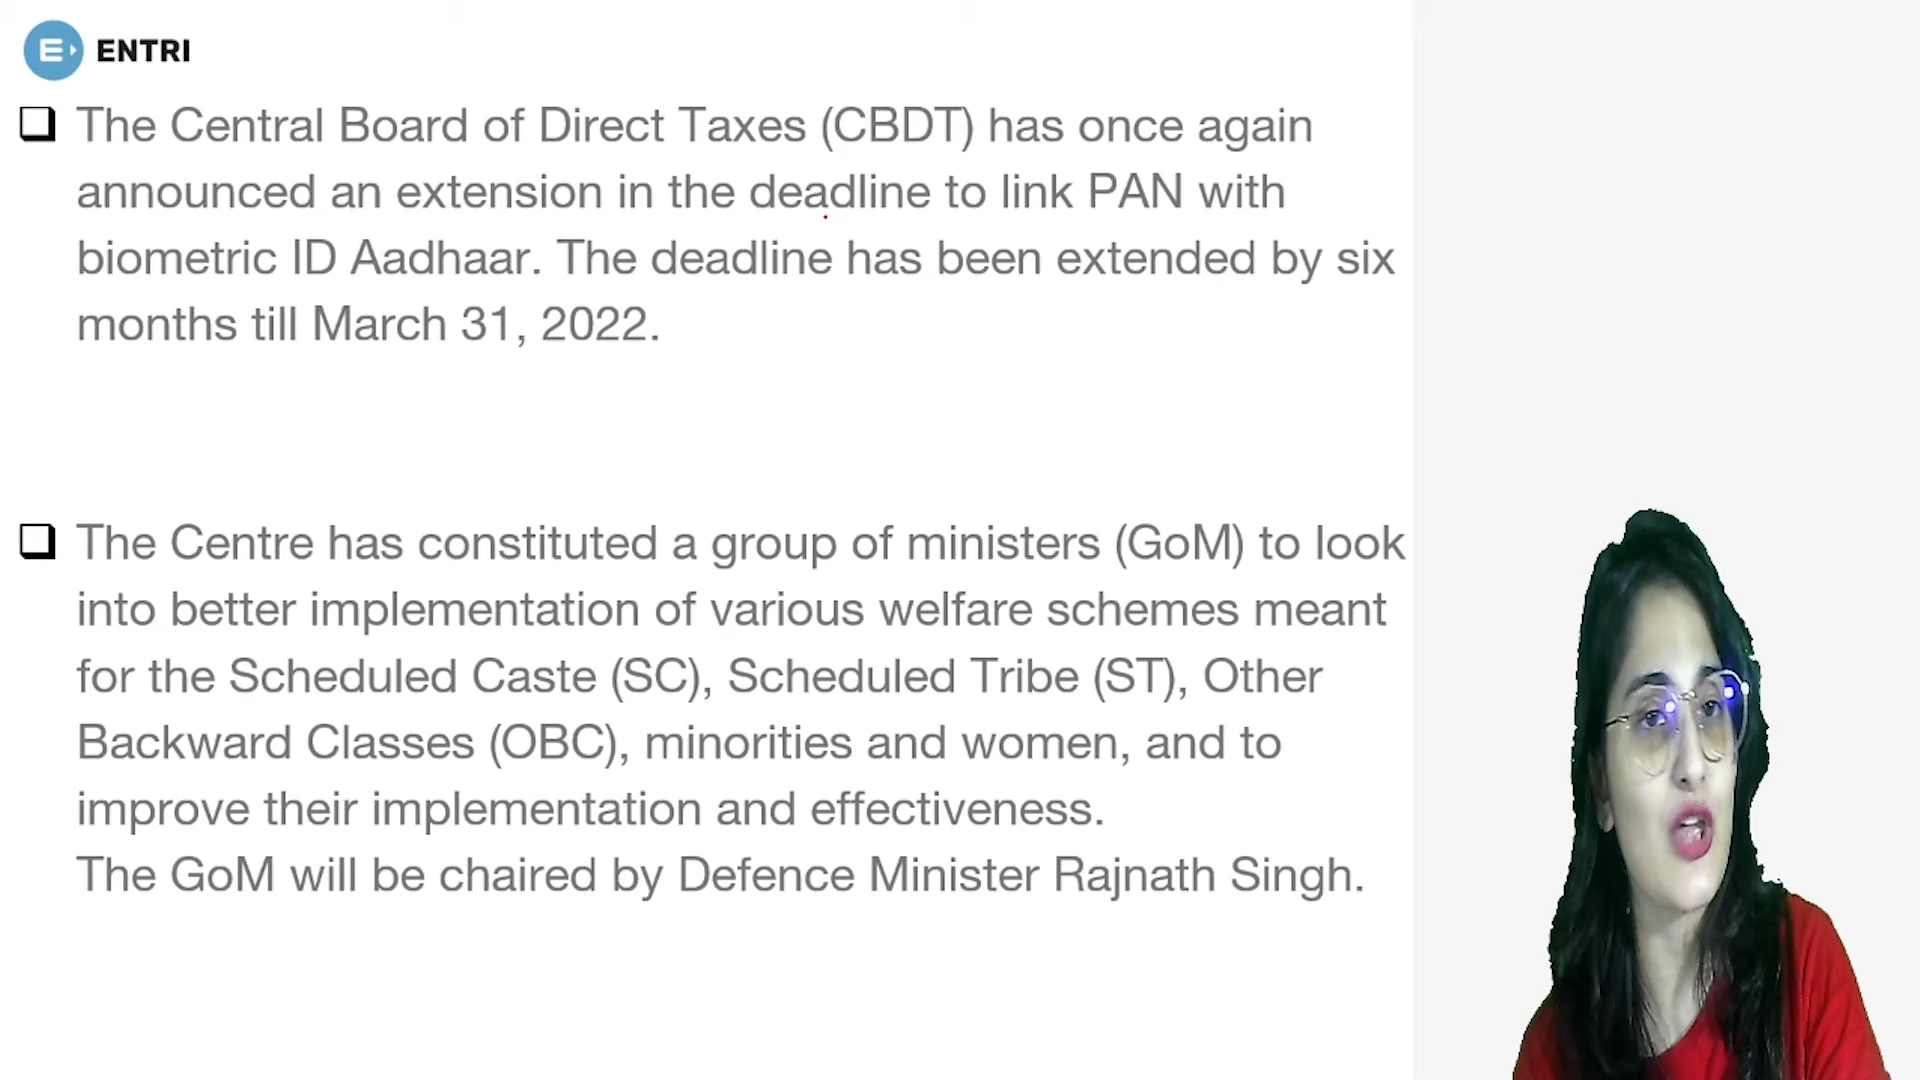 ENTRI
The Central Board of Direct Taxes (CBDT) has once again
announced an extension in the deadline to link PAN with
biometric ID Aadhaar. The deadline has been extended by six
months till March 31, 2022.
The Centre has constituted a group of ministers (GoM) to look
into better implementation of various welfare schemes meant
for the Scheduled Caste (SC), Scheduled Tribe (ST), Other
Backward Classes (OBC), minorities and women, and to
improve their implementation and effectiveness.
The GoM will be chaired by Defence Minister Rajnath Singh.